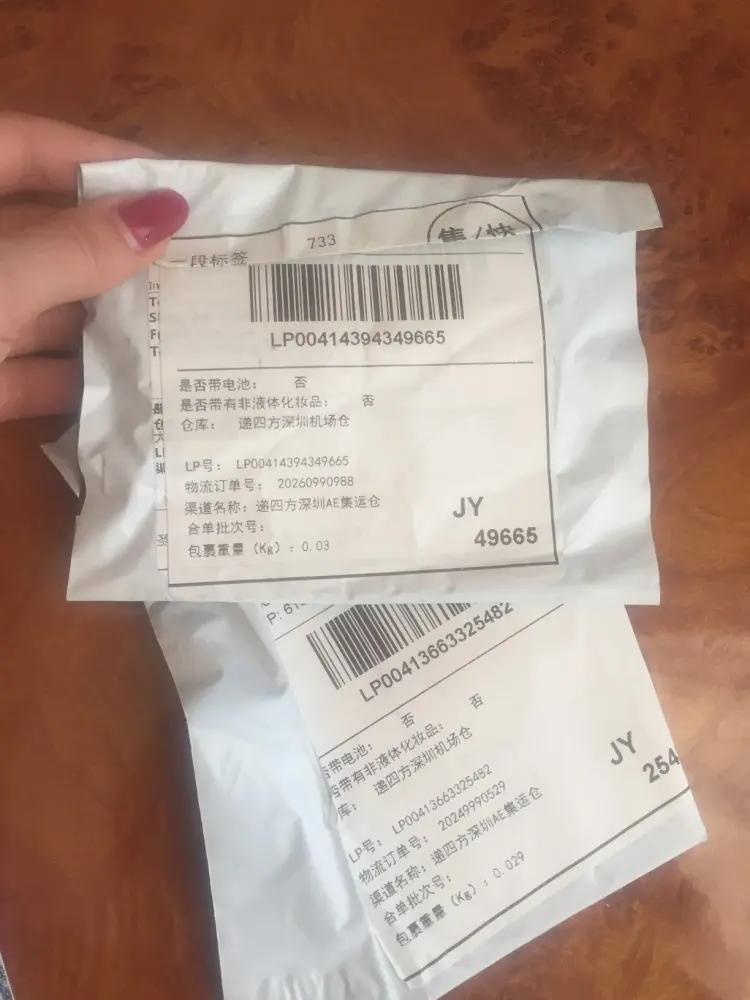 733
集/快
一段标签
LP00414394349665
是否带电池： 否
是否带有非液体化妆品： 否
仓库： 递四方深圳机场仓
LP号： LP00414394349665
物流订单号： 20260990988
渠道名称：递四方深圳AE集运仓
合单批次号：
包裹重量（Kg）：0.03
JY
49665
LP00413663325482
否带电池： 否
否带有非液体化妆品： 否
库： 递四方深圳机场仓
LP号： LP00413663325482
物流订单号： 20249990529
渠道名称：递四方深圳AE集运仓
合单批次号：
包裹重量（Kg）：0.029
JY
254